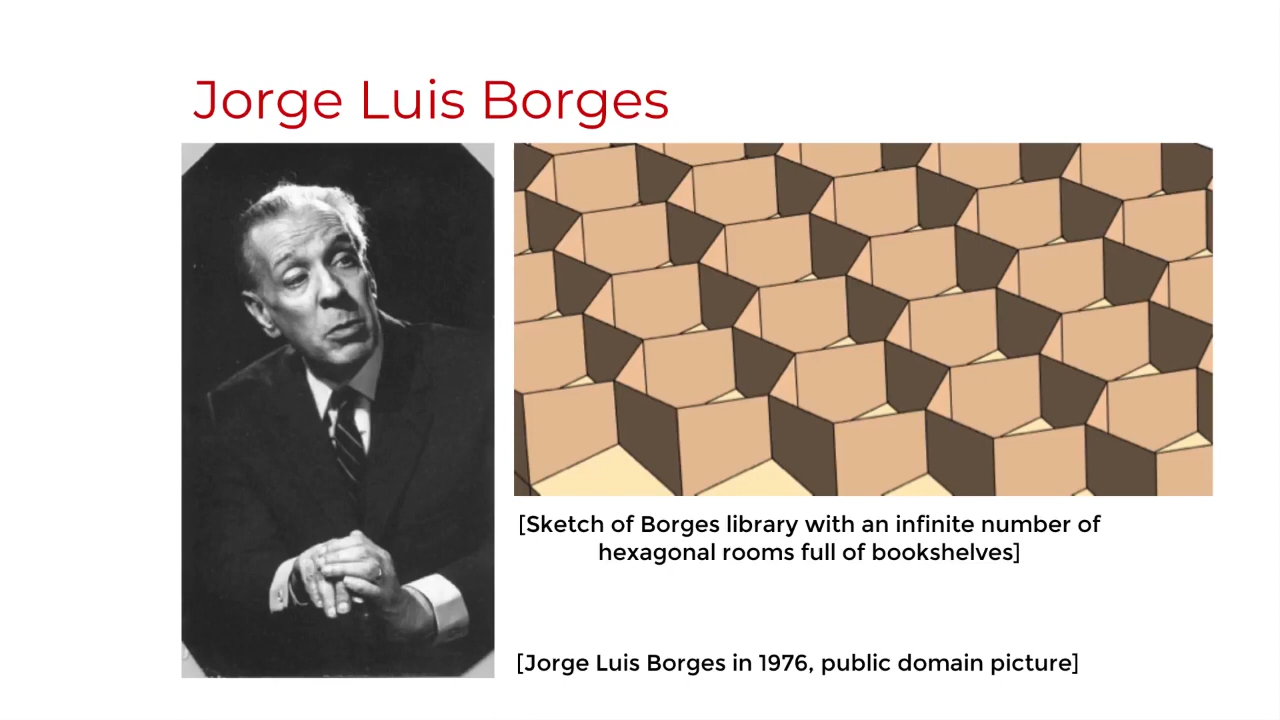 Jorge Luis Borges
[Sketch of Borges library with an infinite number of
hexagonal rooms full of bookshelves]
[Jorge Luis Borges in 1976, public domain picture]